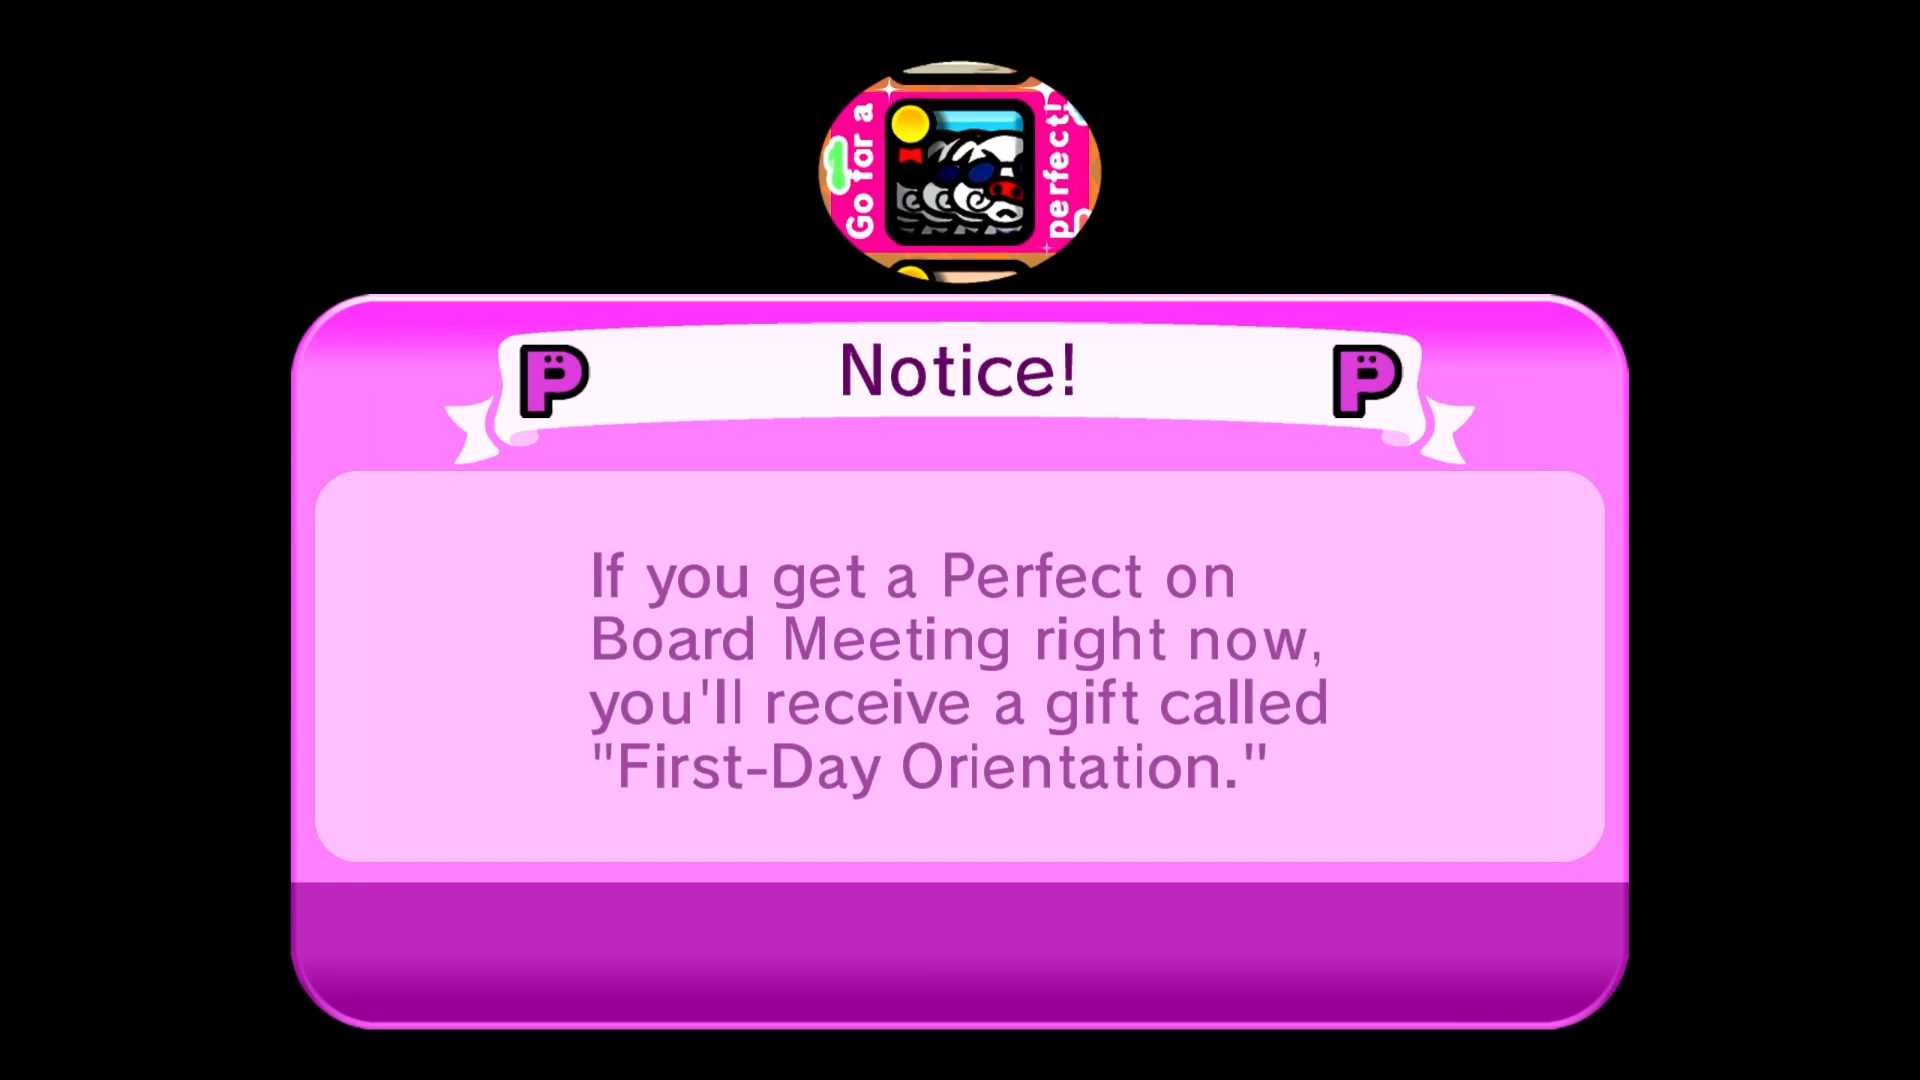 1
Go for a
perfect!
P
Notice!
P
If you get a Perfect on
Board Meeting right now,
you'll receive a gift called
"First-Day Orientation."